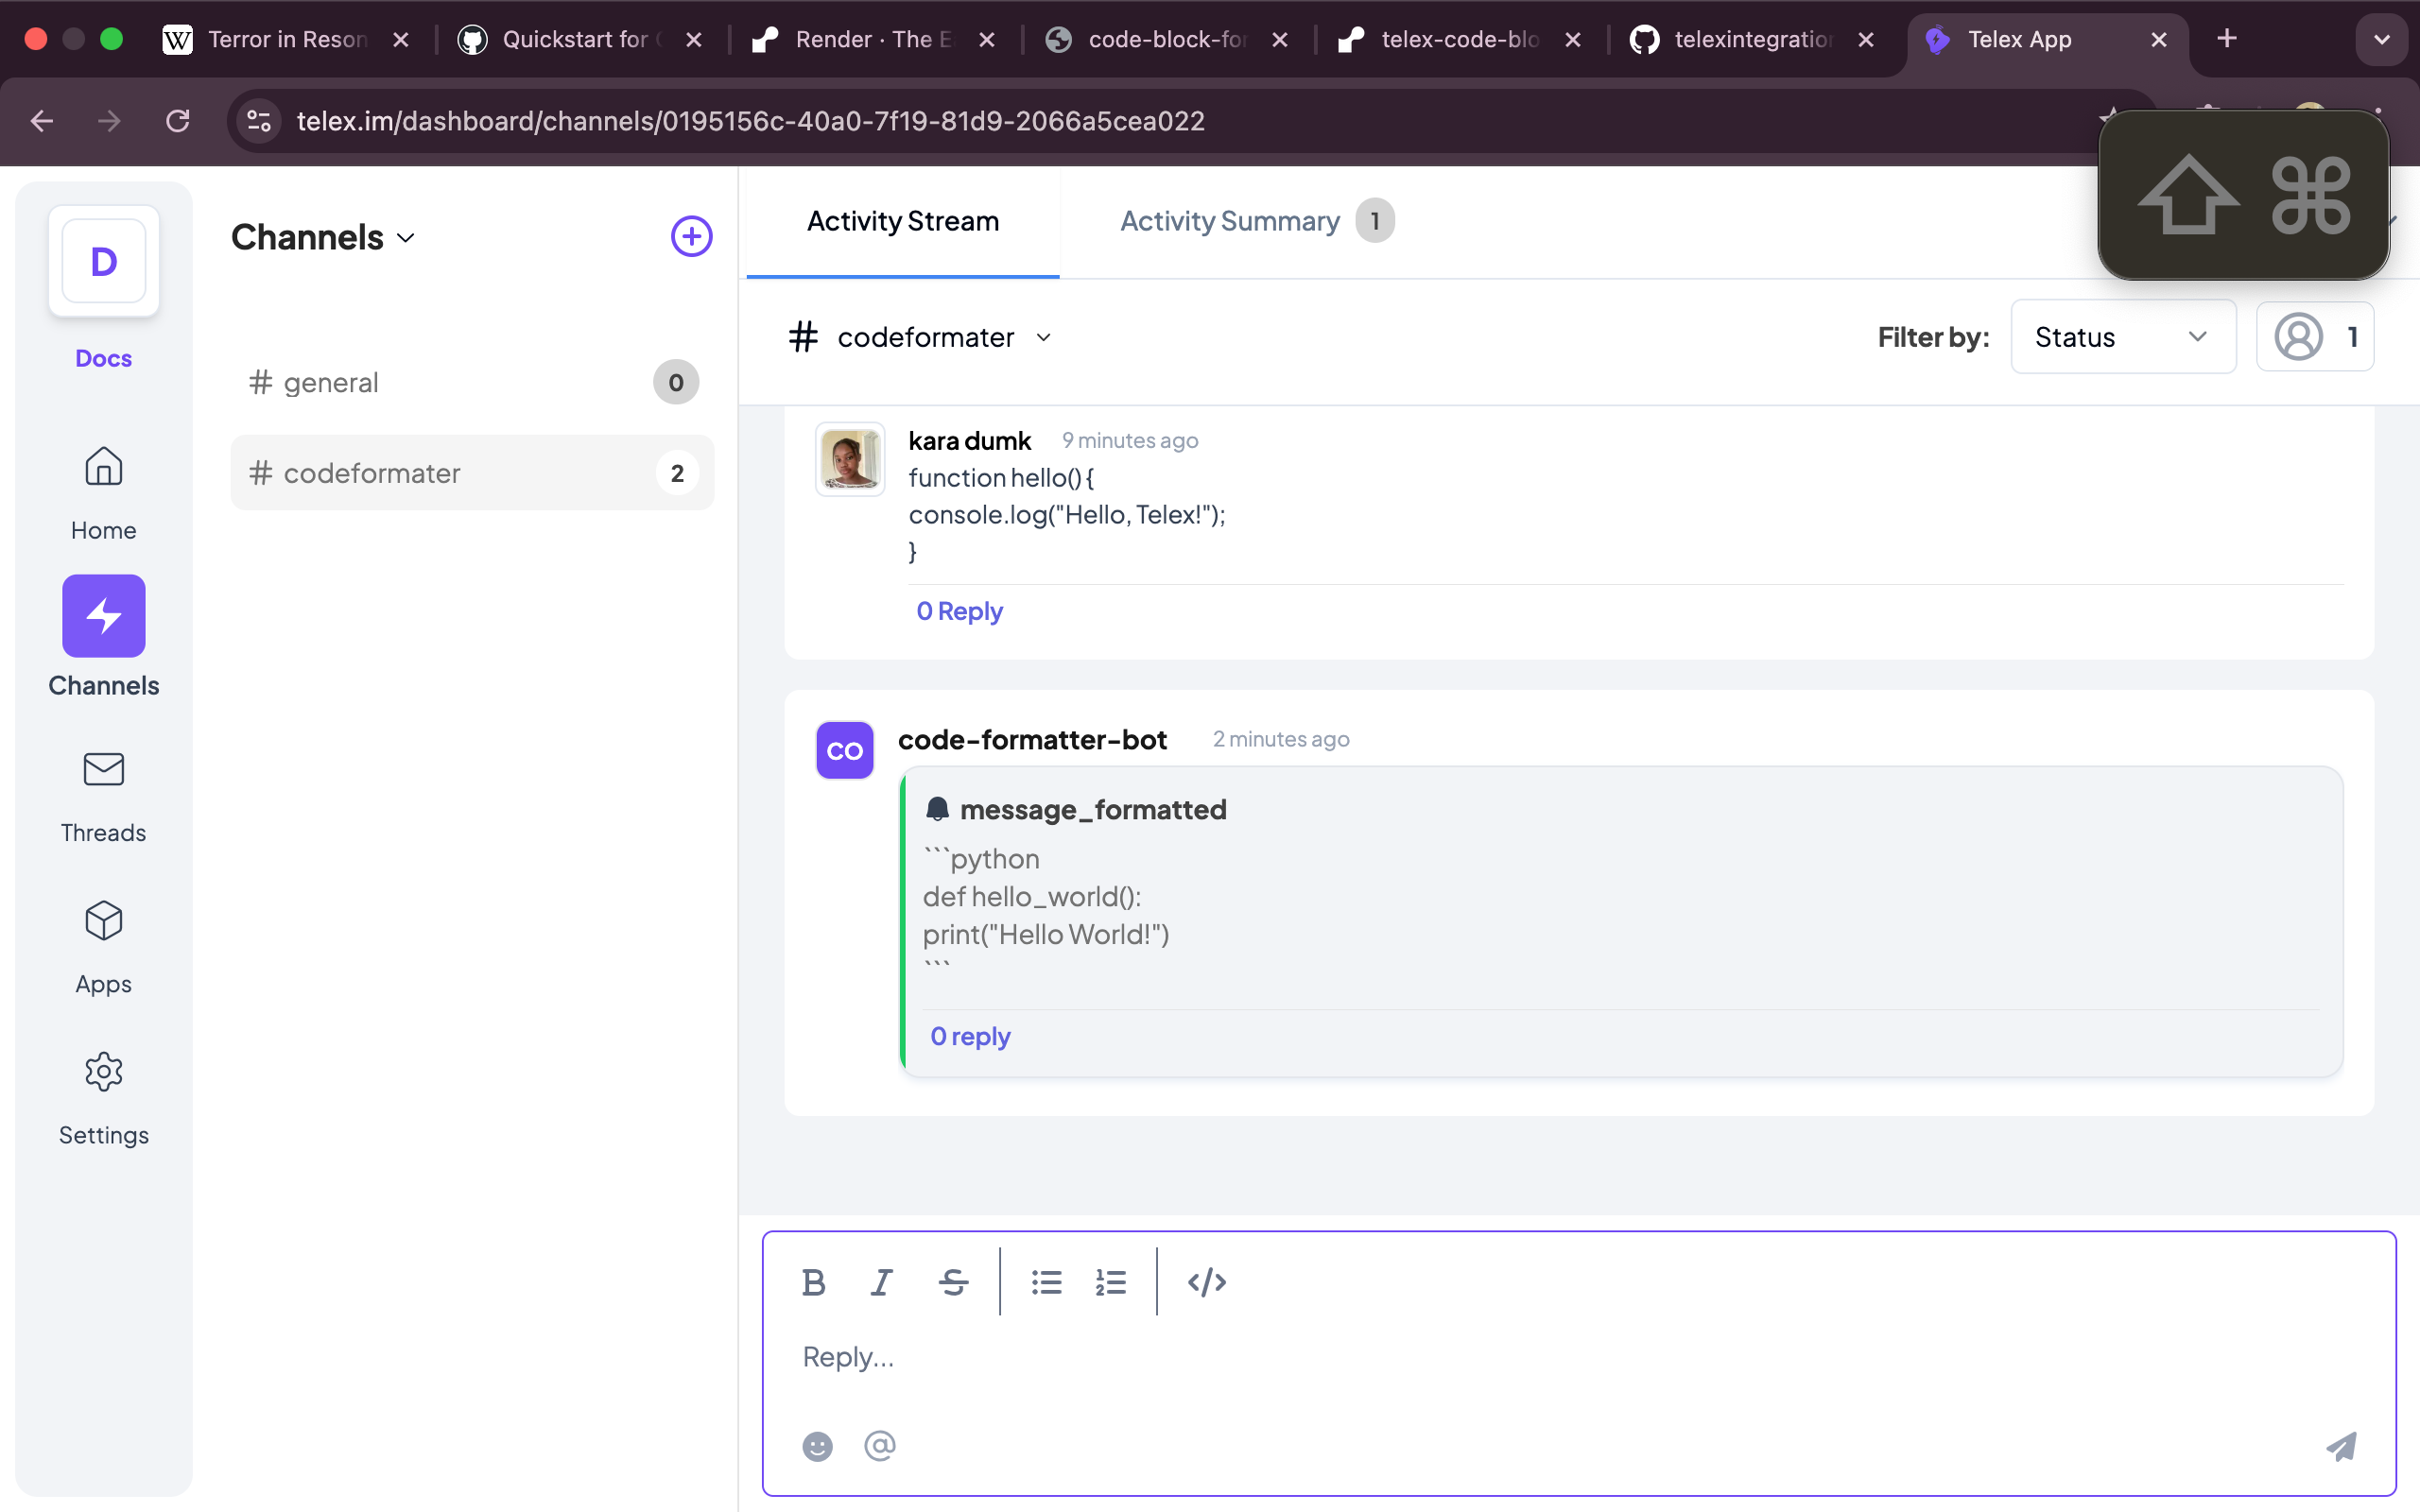 Terror in Reson
Quickstart for
Render · The E
code-block-for
telex-code-blo
telexintegration
Telex App
telex.im/dashboard/channels/0195156c-40a0-7f19-81d9-2066a5cea022
D
Docs
Home
Channels
Threads
Apps
Settings
Channels
# general 0
# codeformater 2
Activity Stream
Activity Summary 1
# codeformater
Filter by:
Status
1
kara dumk 9 minutes ago
function hello() {
console.log("Hello, Telex!");
}
0 Reply
CO
code-formatter-bot 2 minutes ago
message_formatted
```python
def hello_world():
print("Hello World!")
```
0 reply
B I S
Reply...